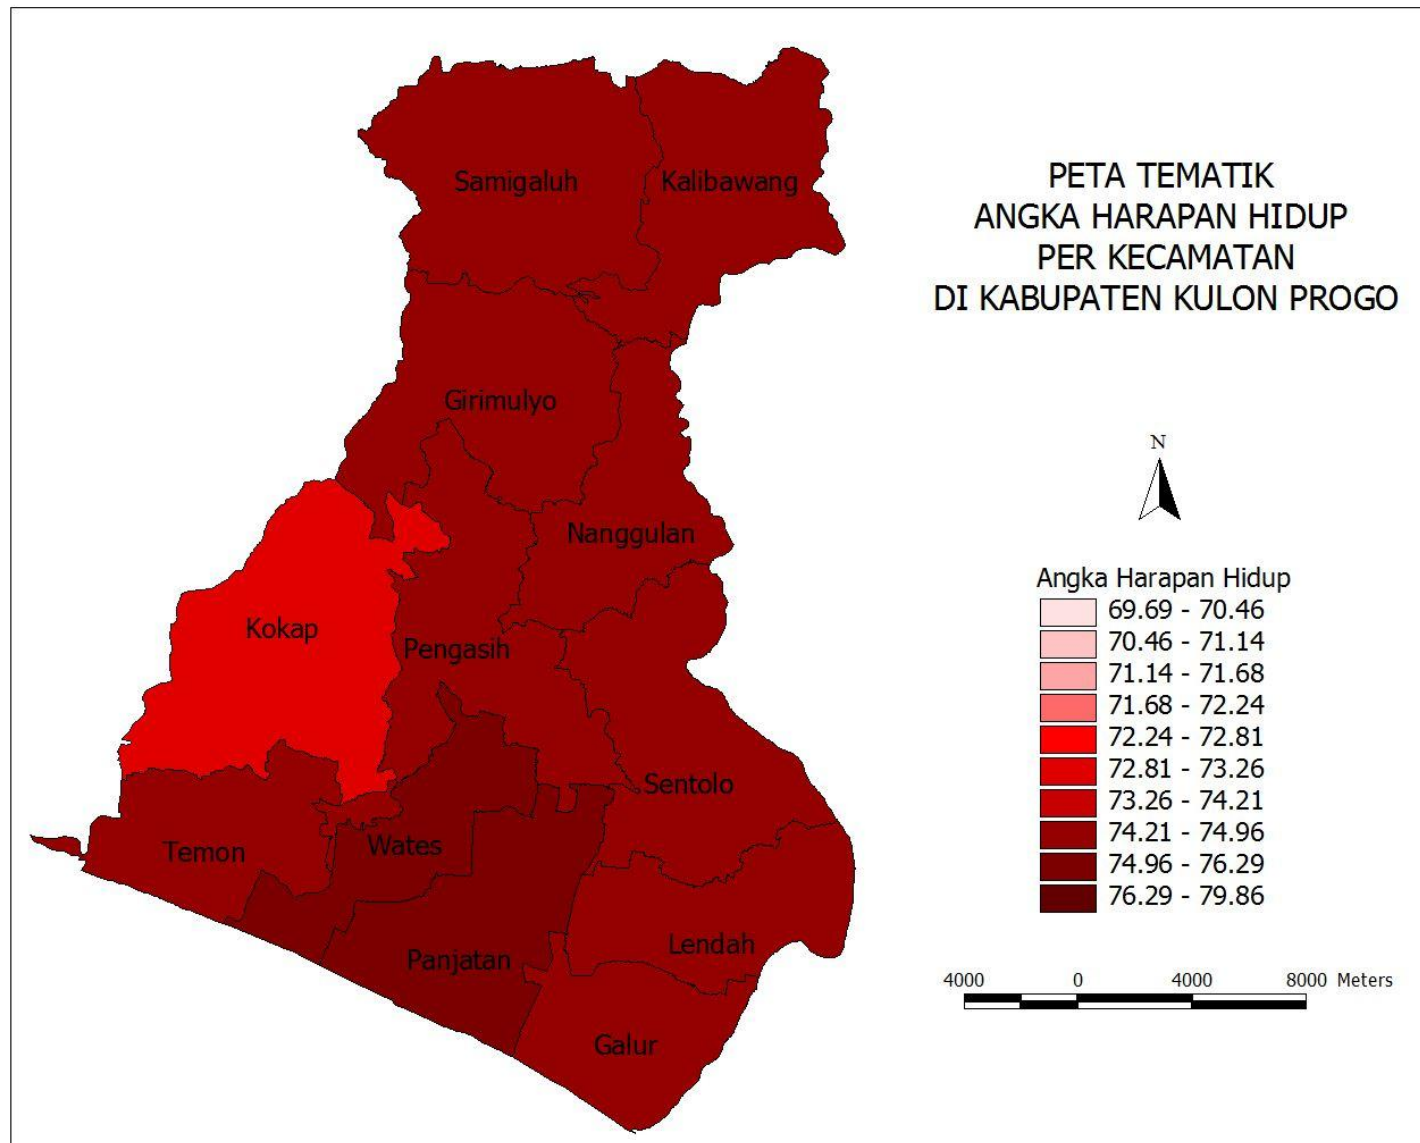 PETA TEMATIK
ANGKA HARAPAN HIDUP
PER KECAMATAN
DI KABUPATEN KULON PROGO
Samigaluh
Kalibawang
Girimulyo
Nanggulan
Kokap
Pengasih
Sentolo
Temon
Wates
Lendah
Panjatan
Galur
N
Angka Harapan Hidup
69.69 - 70.46
70.46 - 71.14
71.14 - 71.68
71.68 - 72.24
72.24 - 72.81
72.81 - 73.26
73.26 - 74.21
74.21 - 74.96
74.96 - 76.29
76.29 - 79.86
4000 0 4000 8000 Meters